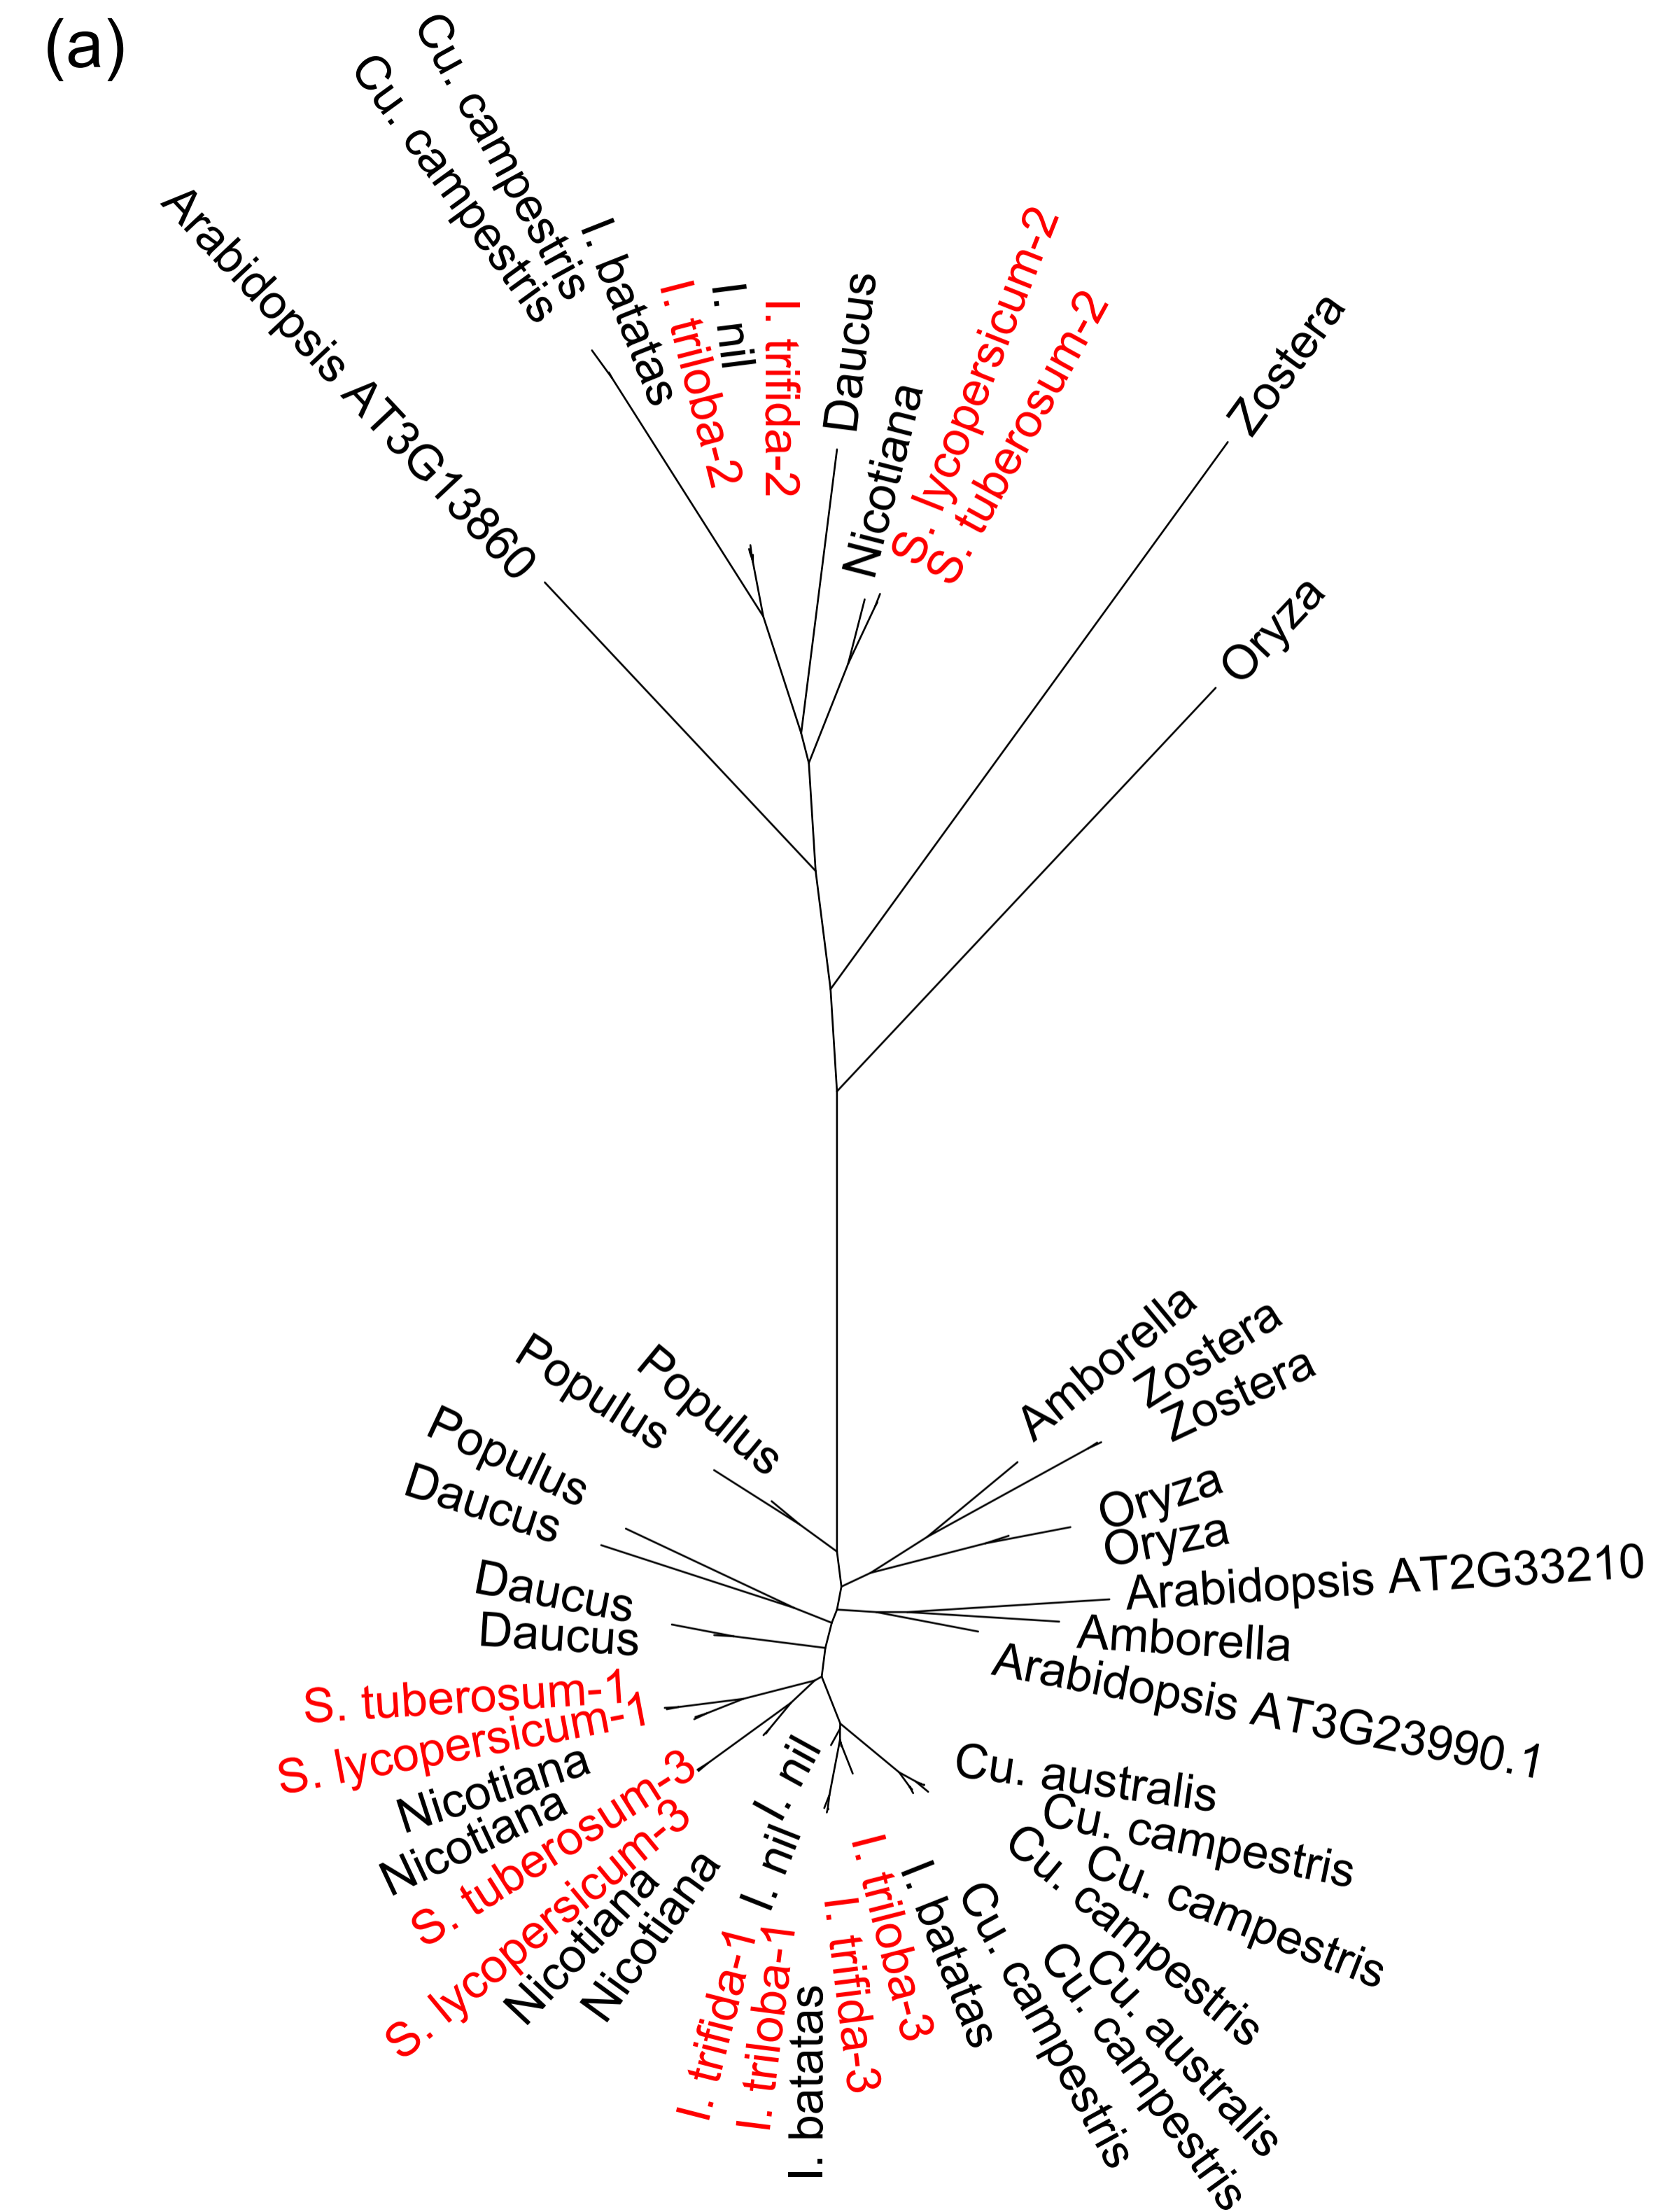 (a)
Cu. campestris
Cu. campestris
Arabidopsis AT3G13860
I. batatas
I. triloba-2
I. nil
I. trifida-2
Daucus
Nicotiana
S. lycopersicum-2
S. tuberosum-2
Zostera
Oryza
Populus
Populus
Populus
Daucus
Daucus
Daucus
Amborella
Zostera
Zostera
Oryza
Oryza
Arabidopsis AT2G33210
Amborella
Arabidopsis AT3G23990.1
S. tuberosum-1
S. lycopersicum-1
Nicotiana
Nicotiana
S. tuberosum-3
S. lycopersicum-3
Nicotiana
Nicotiana
I. nil
I. nil
I. trifida-1
I. triloba-1
I. batatas
I. trifida-3
I. triloba-3
I. batatas
Cu. campestris
Cu. campestris
Cu. australis
Cu. campestris
Cu. campestris
Cu. campestris
Cu. australis